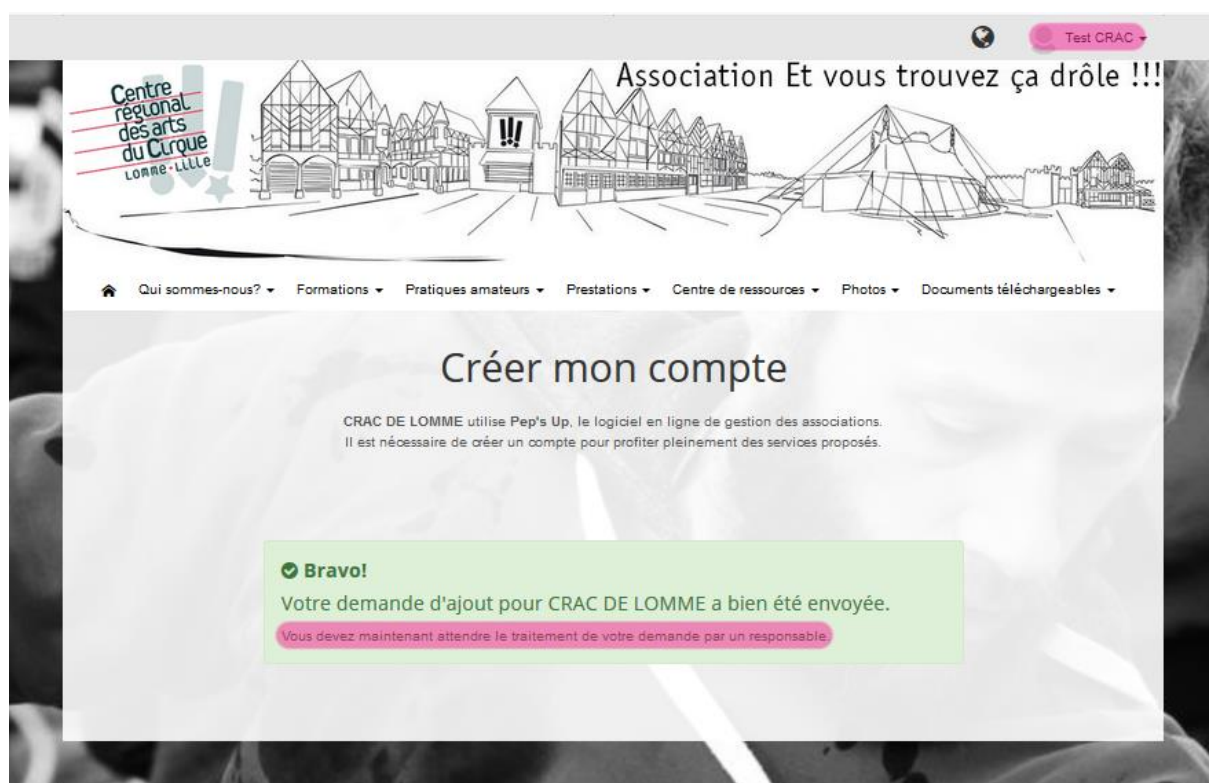 Test CRAC
Association Et vous trouvez ça drôle !!!
Centre
régional
des arts
du Cirque
Lomme • Lille
!!!
Qui sommes-nous? Formations Pratiques amateurs Prestations Centre de ressources Photos Documents téléchargeables
Créer mon compte
CRAC DE LOMME utilise Pep's Up, le logiciel en ligne de gestion des associations.
Il est nécessaire de créer un compte pour profiter pleinement des services proposés.
Bravo!
Votre demande d'ajout pour CRAC DE LOMME a bien été envoyée.
Vous devez maintenant attendre le traitement de votre demande par un responsable.